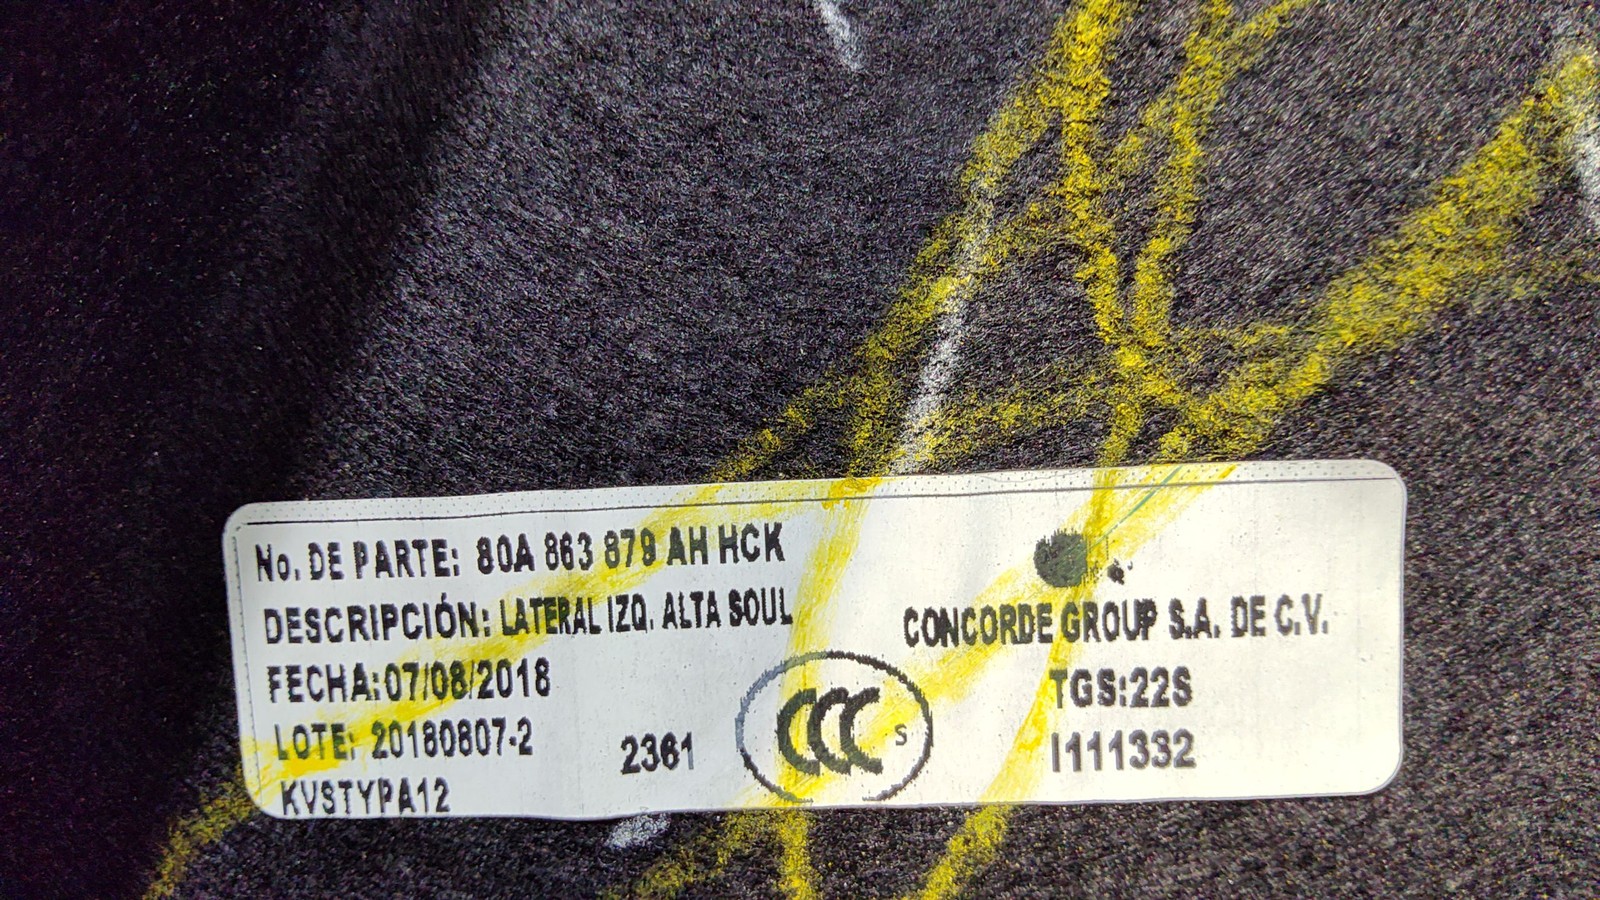 No. DE PARTE: 80A 863 879 AH HCK
DESCRIPCIÓN: LATERAL IZQ. ALTA SOUL
FECHA:07/08/2018
LOTE: 20180807-2
KVSTYPA12
2361
CCC S
CONCORDE GROUP S.A. DE C.V.
TGS:22S
I111332